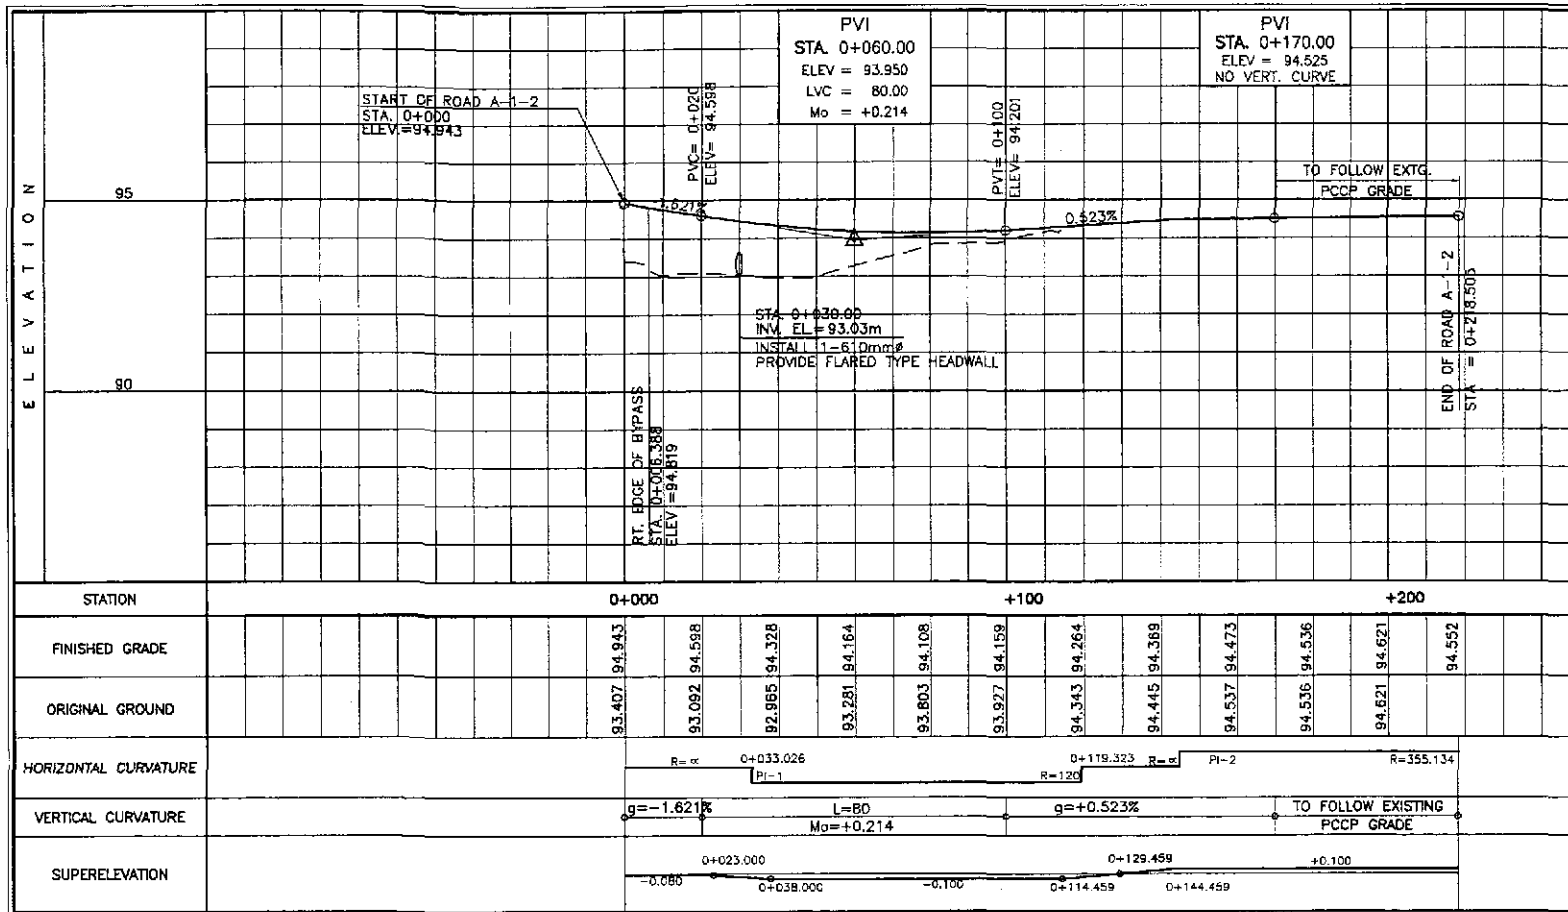 PVI
STA. 0+060.00
ELEV = 93.950
LVC = 80.00
Mo = +0.214
PVI
STA. 0+170.00
ELEV = 94.525
NO VERT. CURVE
START OF ROAD A-1-2
STA. 0+000
ELEV.=94.943
PVC= 0+020
ELEV= 94.598
PVT= 0+100
ELEV= 94.201
TO FOLLOW EXTG.
PCCP GRADE
ELEVATION
95
90
1.621%
0.523%
STA. 0+030.00
INV. EL.= 93.03m
INSTALL 1-610mmø
PROVIDE FLARED TYPE HEADWALL
RT. EDGE OF BYPASS
STA. 0+006.388
ELEV =94.819
END OF ROAD A-1-2
STA = 0+218.505
STATION 0+000 +100 +200
FINISHED GRADE 94.943 94.598 94.328 94.164 94.108 94.159 94.264 94.369 94.473 94.536 94.621 94.552
ORIGINAL GROUND 93.407 93.092 92.965 93.281 93.803 93.927 94.343 94.445 94.537 94.536 94.621
HORIZONTAL CURVATURE R= ∝ 0+033.026 PI-1 R=120 0+119.323 R= ∝ PI-2 R=355.134
VERTICAL CURVATURE g=-1.621% L=80 Mo=+0.214 g=+0.523% TO FOLLOW EXISTING PCCP GRADE
SUPERELEVATION -0.080 0+023.000 0+038.000 -0.100 0+114.459 0+129.459 0+144.459 +0.100